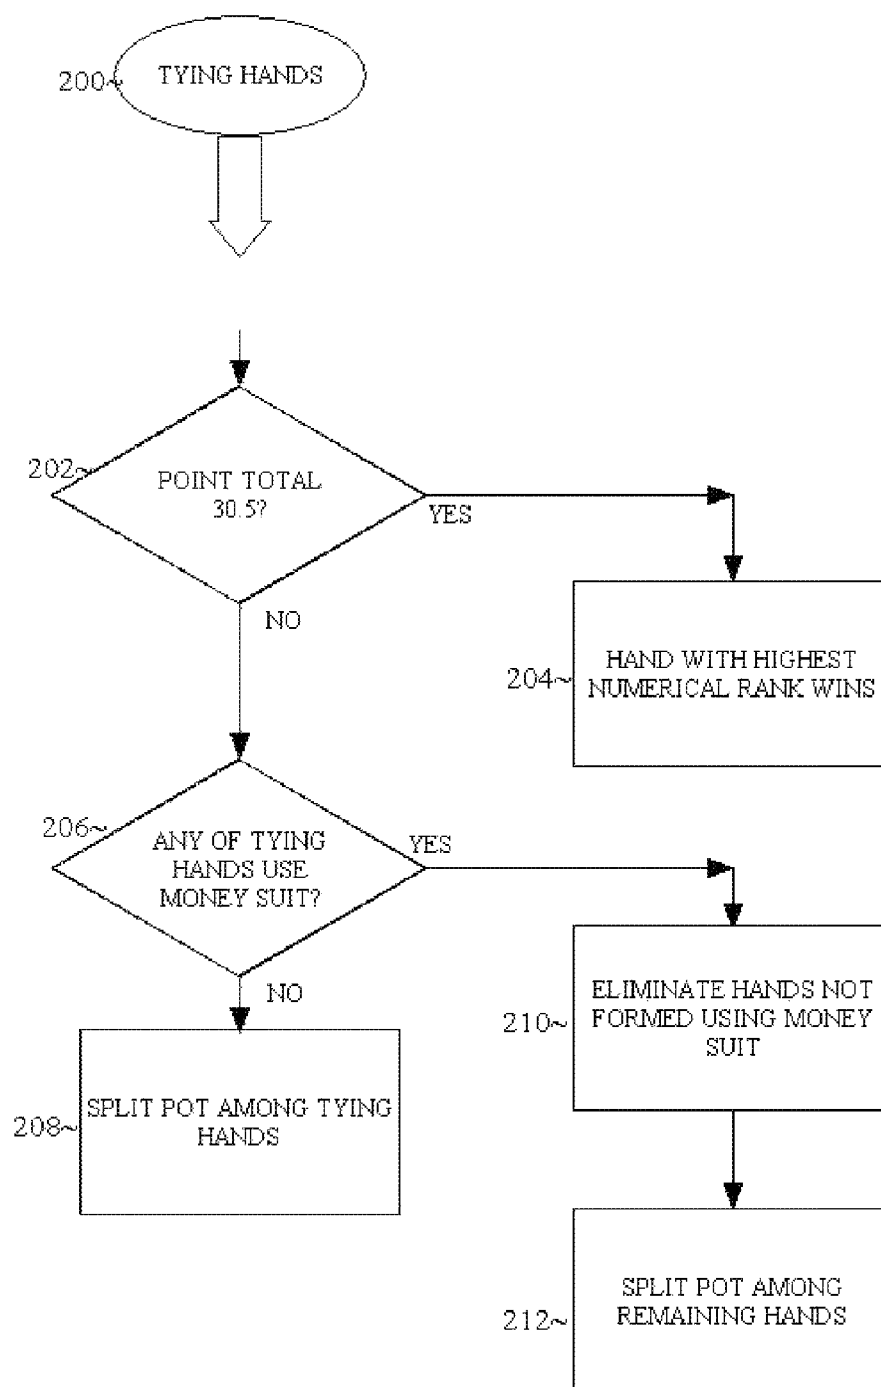 200~ TYING HANDS
202~
POINT TOTAL
30.5?
YES
NO
204~
HAND WITH HIGHEST
NUMERICAL RANK WINS
206~
ANY OF TYING
HANDS USE
MONEY SUIT?
YES
NO
210~
ELIMINATE HANDS NOT
FORMED USING MONEY
SUIT
208~
SPLIT POT AMONG TYING
HANDS
212~
SPLIT POT AMONG
REMAINING HANDS